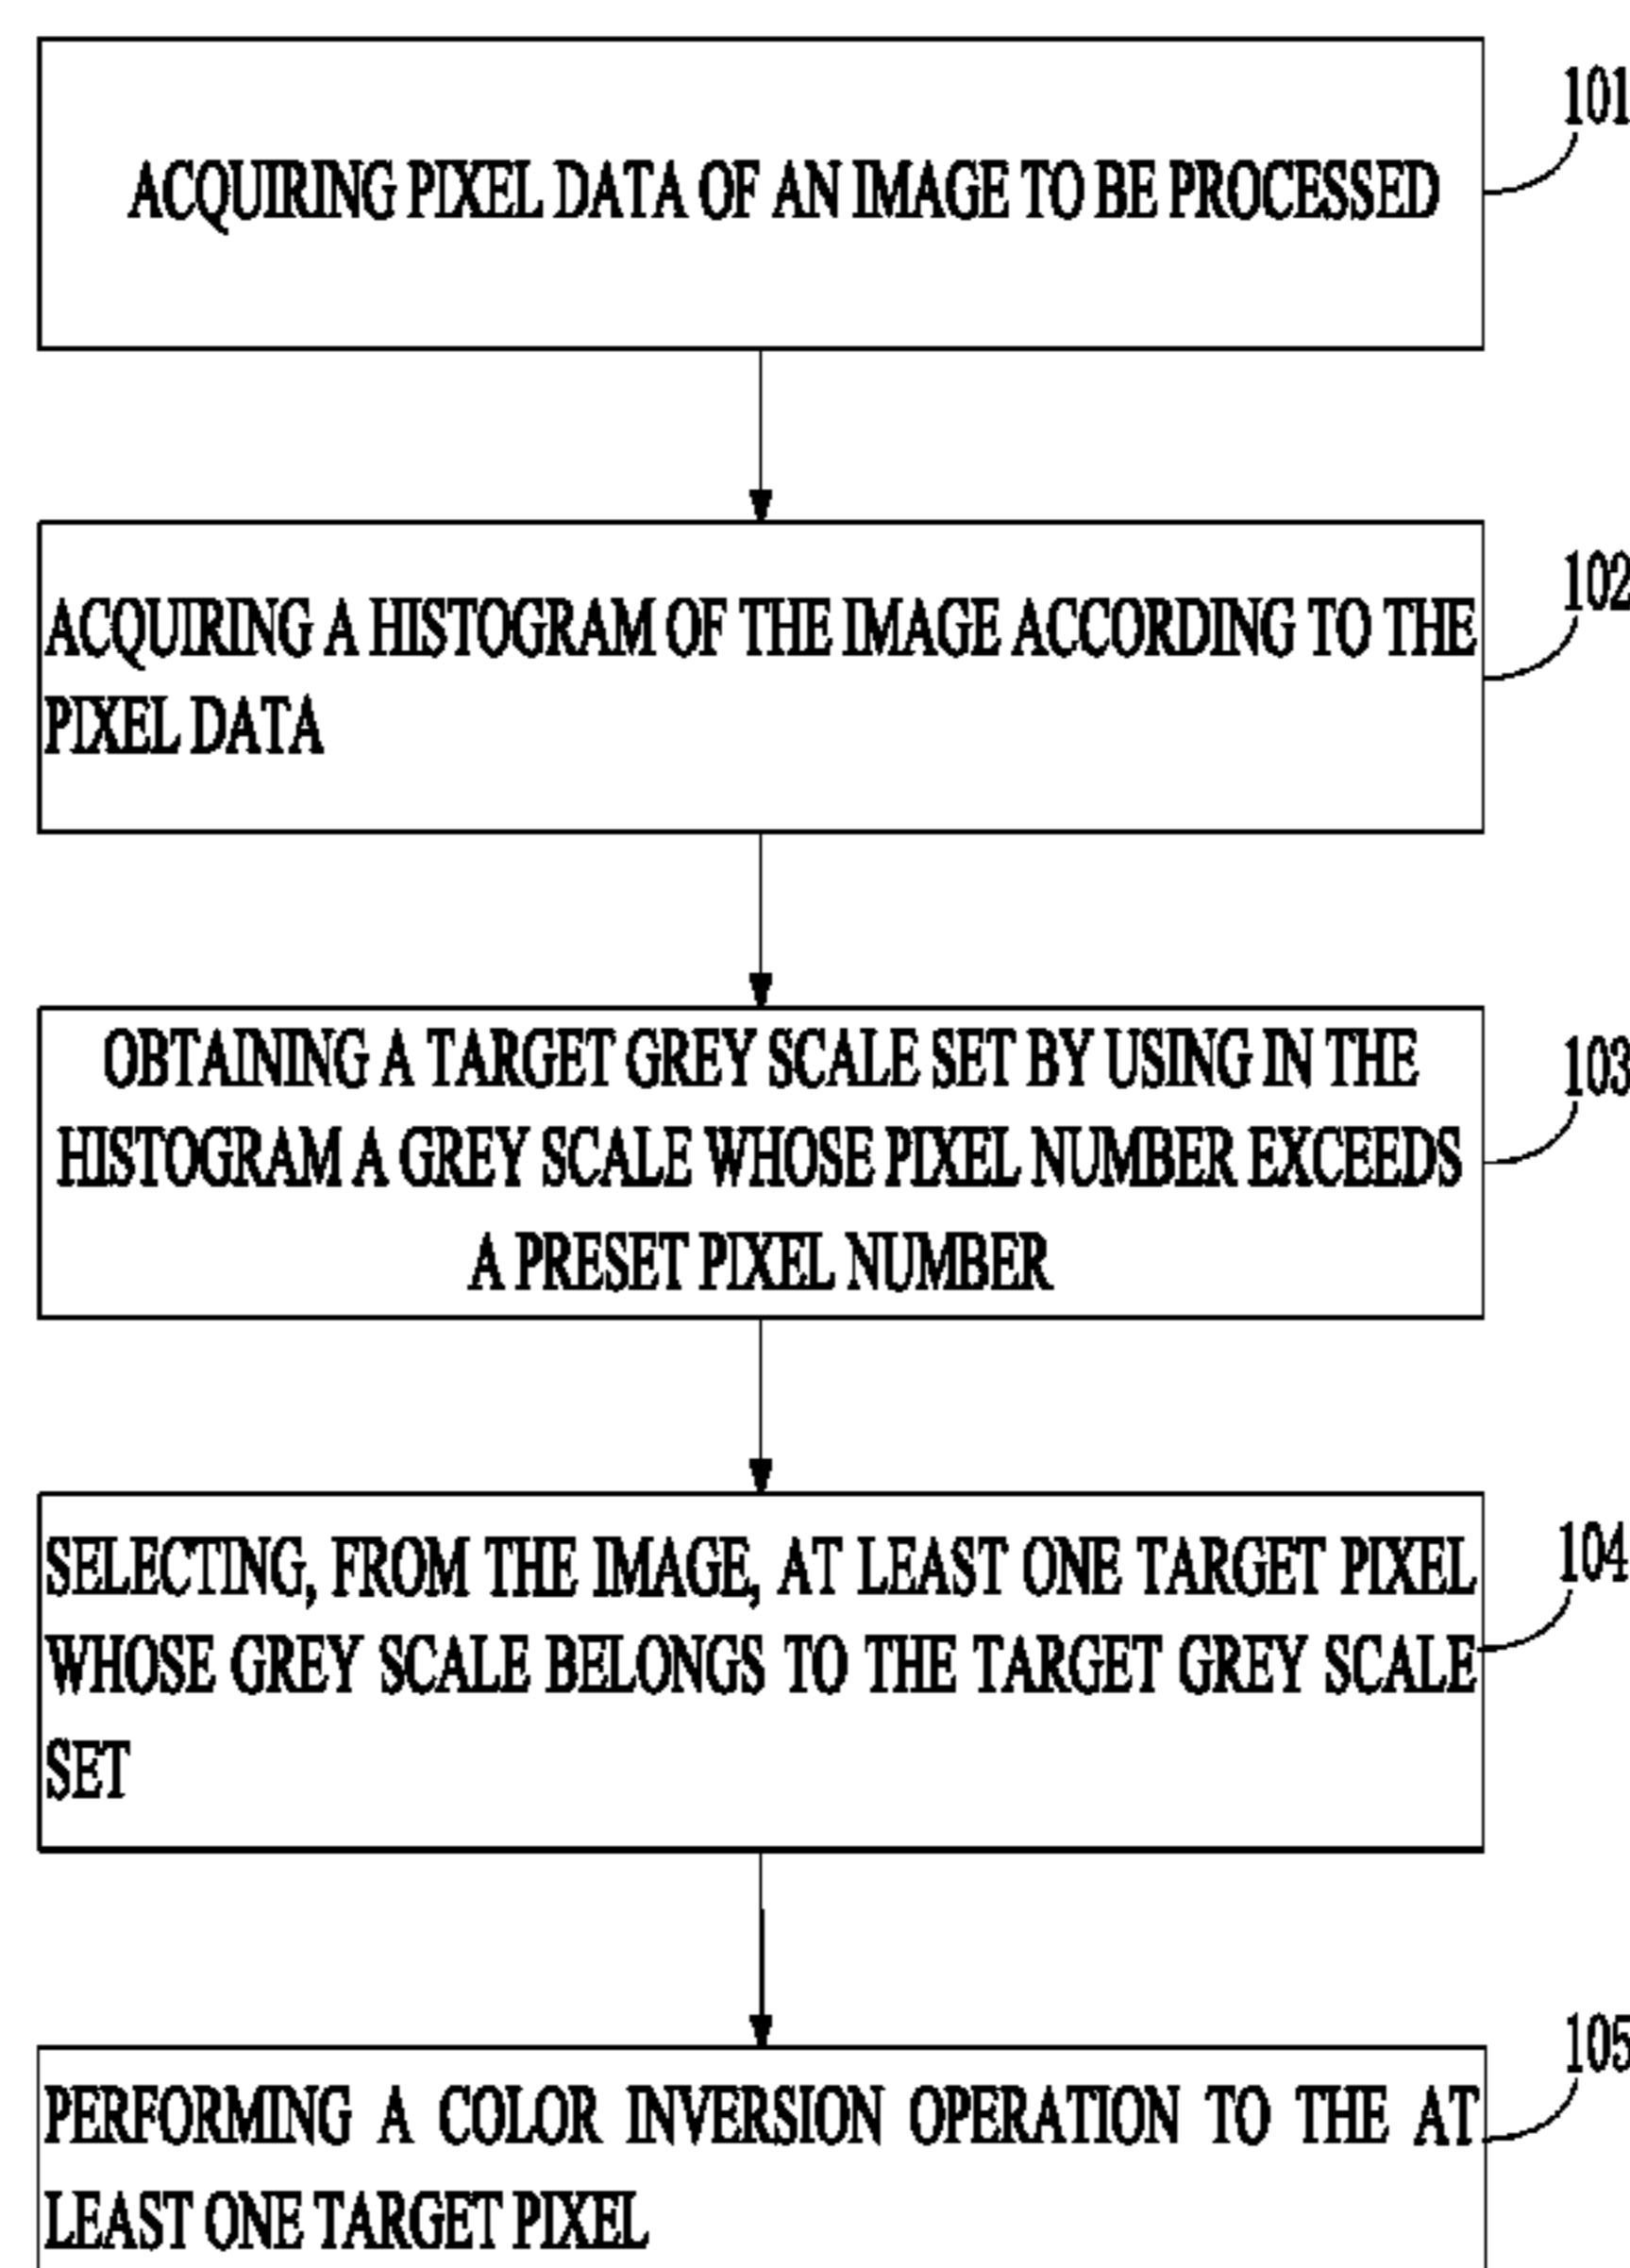 101
ACQUIRING PIXEL DATA OF AN IMAGE TO BE PROCESSED
102
ACQUIRING A HISTOGRAM OF THE IMAGE ACCORDING TO THE
PIXEL DATA
103
OBTAINING A TARGET GREY SCALE SET BY USING IN THE
HISTOGRAM A GREY SCALE WHOSE PIXEL NUMBER EXCEEDS
A PRESET PIXEL NUMBER
104
SELECTING, FROM THE IMAGE, AT LEAST ONE TARGET PIXEL
WHOSE GREY SCALE BELONGS TO THE TARGET GREY SCALE
SET
105
PERFORMING A COLOR INVERSION OPERATION TO THE AT
LEAST ONE TARGET PIXEL